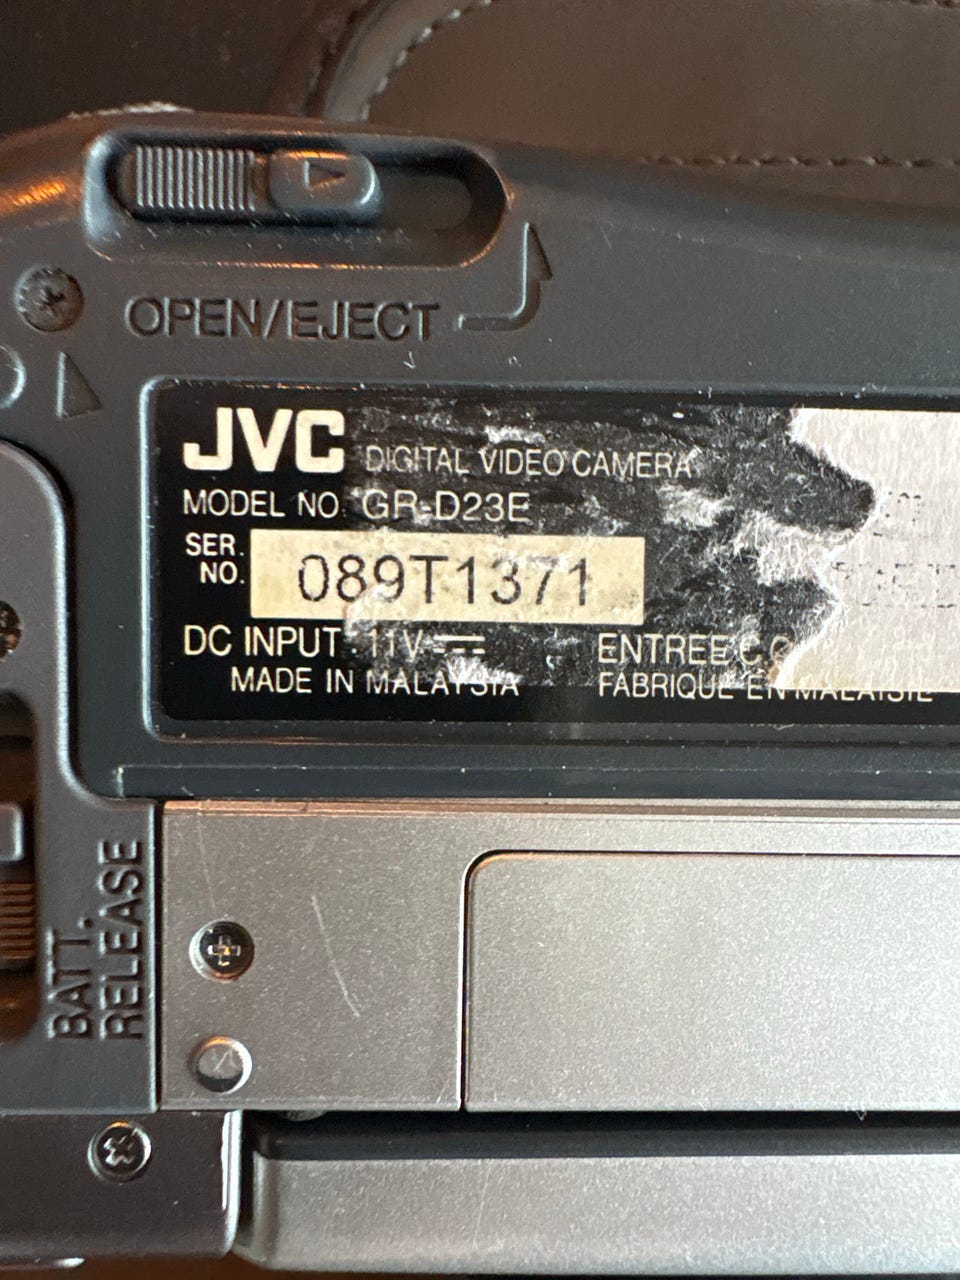 OPEN/EJECT
JVC DIGITAL VIDEO CAMERA
MODEL NO. GR-D23E
SER. NO. 089T1371
DC INPUT : 11V ⎓ ENTREE C.C
MADE IN MALAYSIA FABRIQUE EN MALAISIE
BATT.
RELEASE